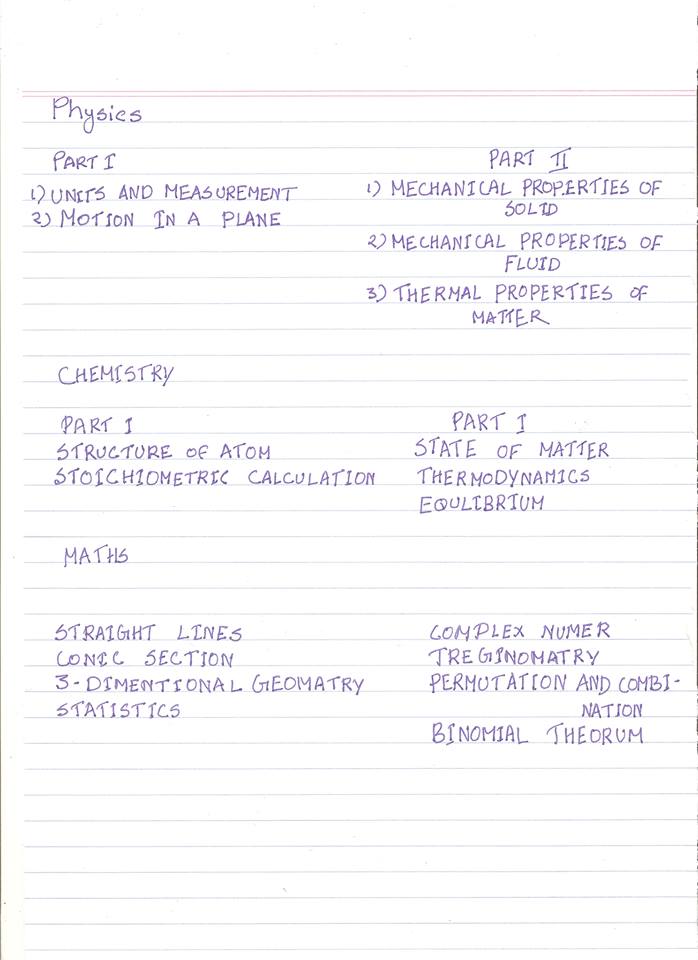 Physics
PART I
1) UNITS AND MEASUREMENT
2) MOTION IN A PLANE
PART II
1) MECHANICAL PROPERTIES OF
SOLID
2) MECHANICAL PROPERTIES OF
FLUID
3) THERMAL PROPERTIES OF
MATTER
CHEMISTRY
PART I
STRUCTURE OF ATOM
STOICHIOMETRIC CALCULATION
PART I
STATE OF MATTER
THERMODYNAMICS
EQULIBRIUM
MATHS
STRAIGHT LINES
CONIC SECTION
3-DIMENTIONAL GEOMATRY
STATISTICS
COMPLEX NUMER
TREGINOMATRY
PERMUTATION AND COMBI-
NATION
BINOMIAL THEORUM